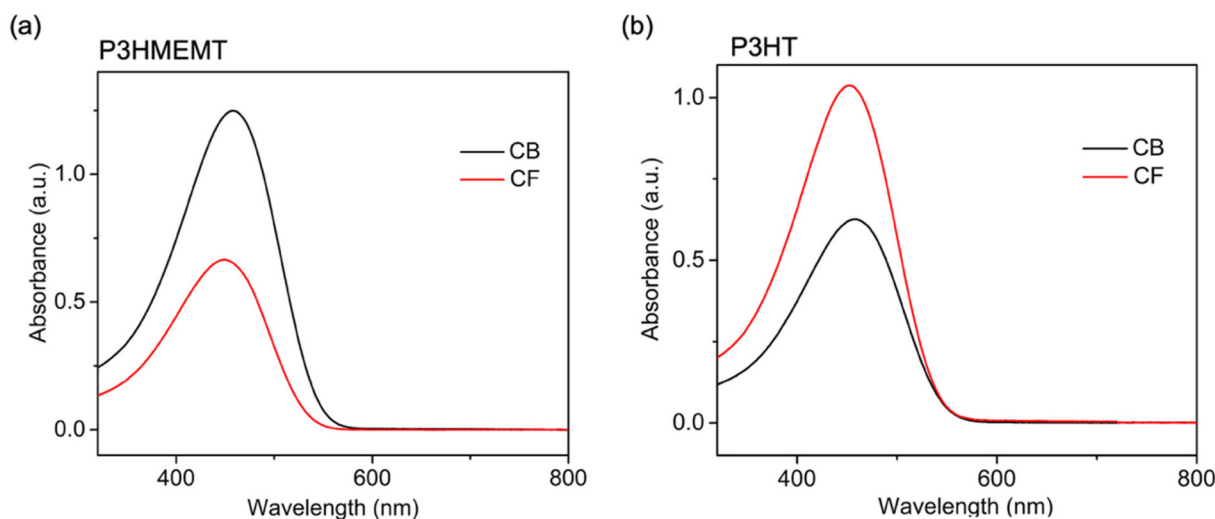 (a)
P3HMEMT
CB
CF
1.0
0.5
0.0
Absorbance (a.u.)
400
600
800
Wavelength (nm)
(b)
P3HT
CB
CF
1.0
0.5
0.0
Absorbance (a.u.)
400
600
800
Wavelength (nm)